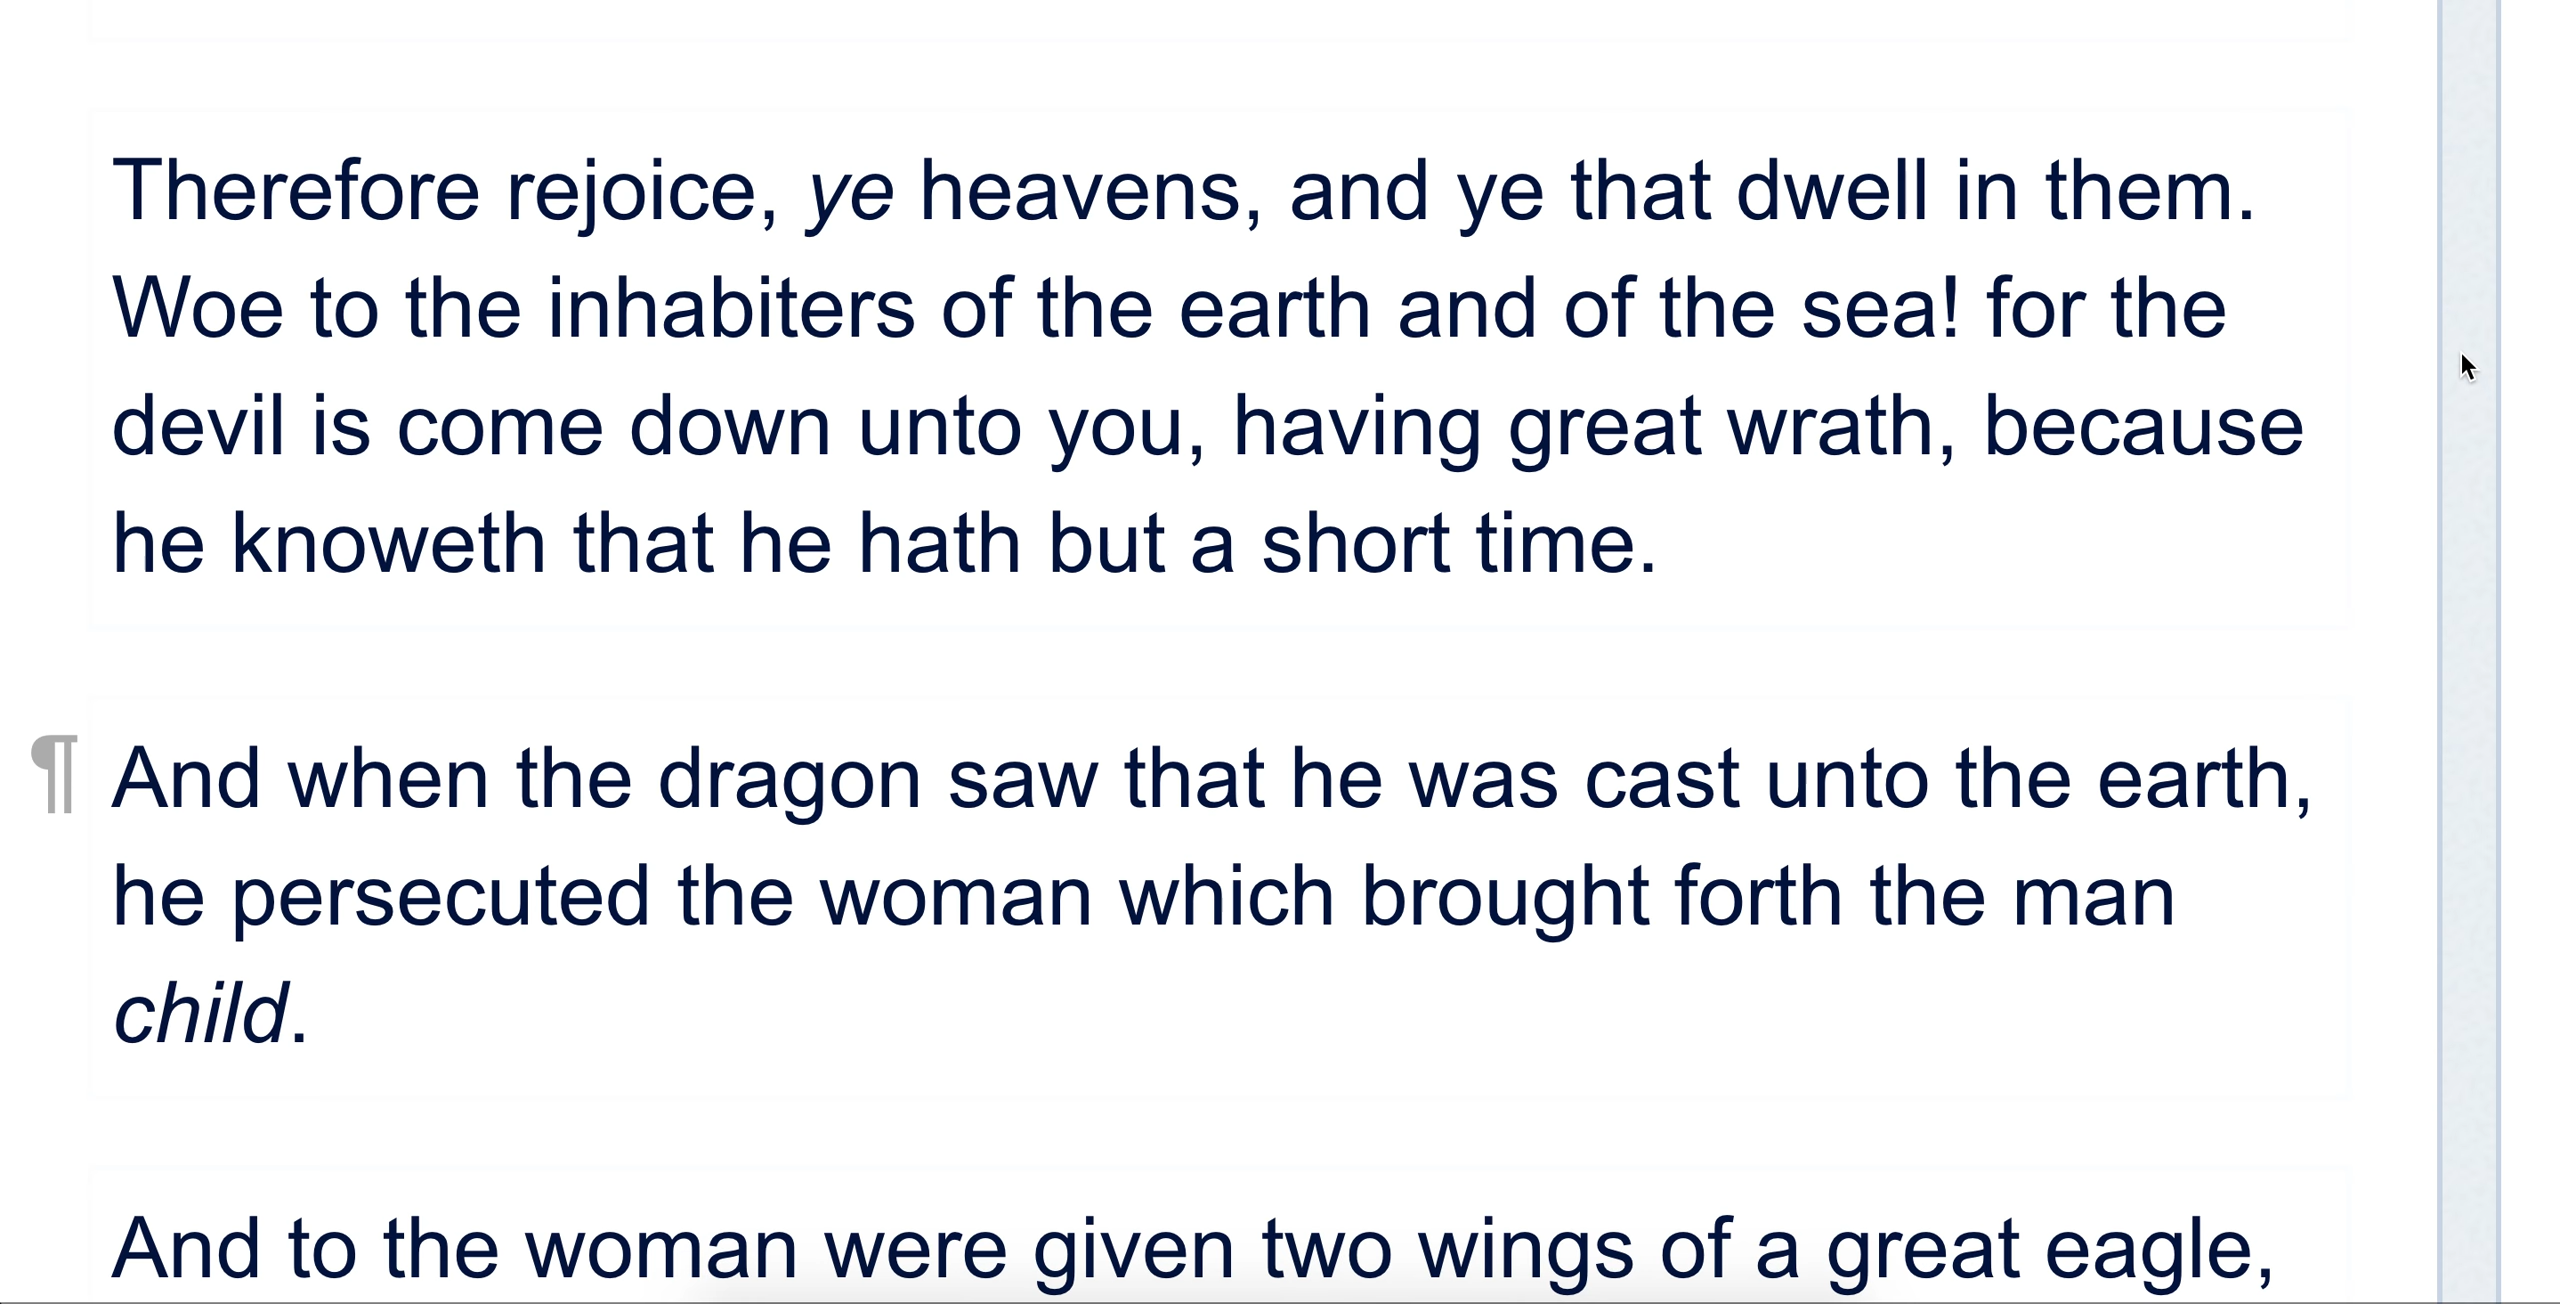 Therefore rejoice, ye heavens, and ye that dwell in them.
Woe to the inhabiters of the earth and of the sea! for the
devil is come down unto you, having great wrath, because
he knoweth that he hath but a short time.
¶ And when the dragon saw that he was cast unto the earth,
he persecuted the woman which brought forth the man
child.
And to the woman were given two wings of a great eagle,